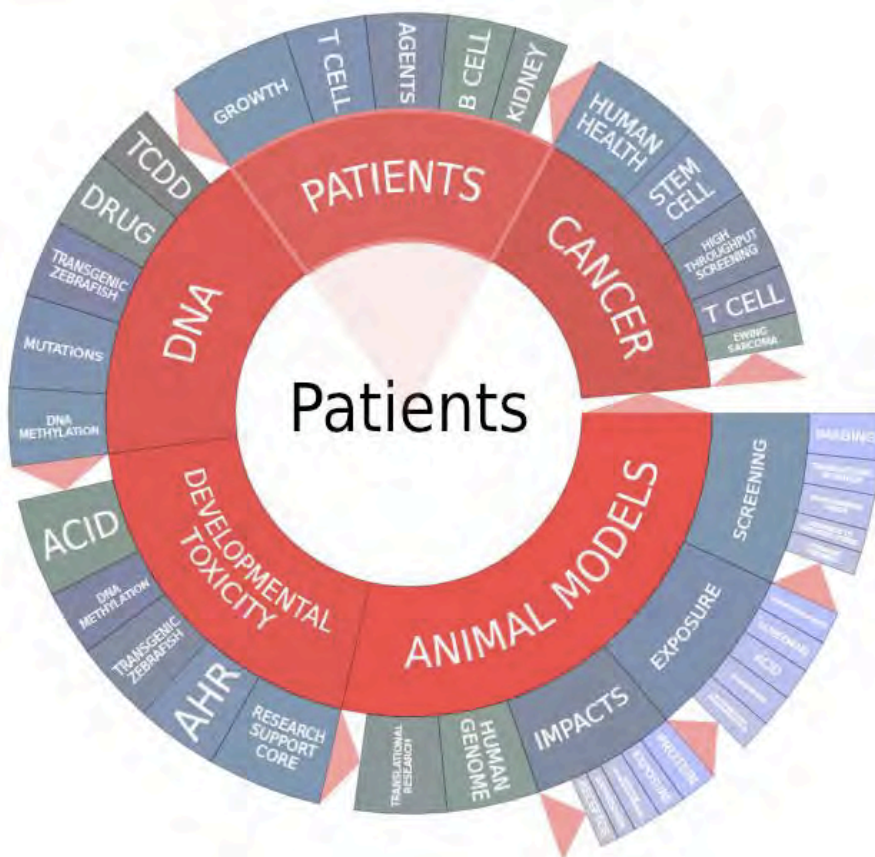 GROWTH
T CELL
AGENTS
B CELL
KIDNEY
PATIENTS
HUMAN
HEALTH
STEM
CELL
HIGH
THROUGHPUT
SCREENING
T CELL
EWING
SARCOMA
CANCER
TCDD
DRUG
TRANSGENIC
ZEBRAFISH
MUTATIONS
DNA
METHYLATION
DNA
Patients
ACID
DNA
METHYLATION
TRANSGENIC
ZEBRAFISH
AHR
RESEARCH
SUPPORT
CORE
DEVELOPMENTAL
TOXICITY
ANIMAL MODELS
SCREENING
IMAGING
EXPOSURE
SCREENING
ACID
IMPACTS
PROTEIN
EXPOSURE
HUMAN
GENOME
TRANSLATIONAL
RESEARCH